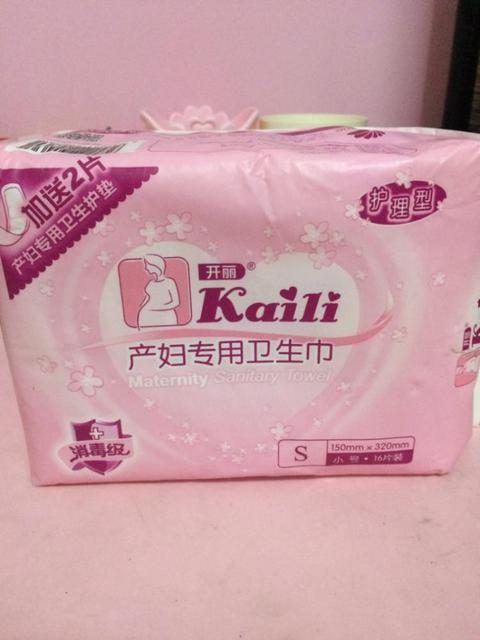 加送2片
产妇专用卫生护垫
护理型
开丽®
Kaili
产妇专用卫生巾
Maternity Sanitary Towel
消毒级
S
150mm x 320mm
小号·16片装